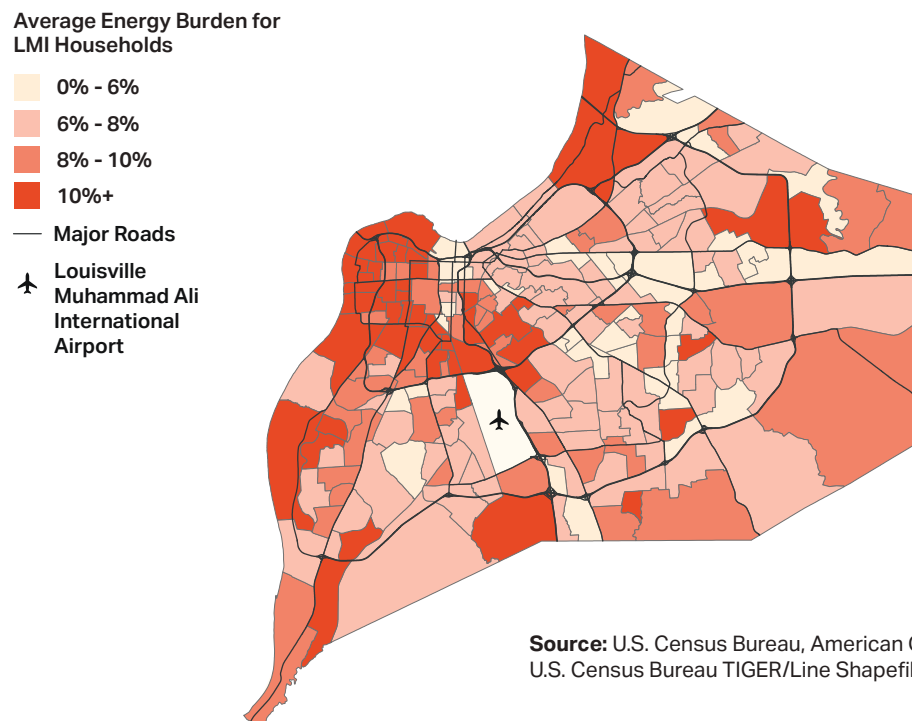 Average Energy Burden for
LMI Households
0% - 6%
6% - 8%
8% - 10%
10%+
Major Roads
Louisville
Muhammad Ali
International
Airport
Source: U.S. Census Bureau, American
U.S. Census Bureau TIGER/Line